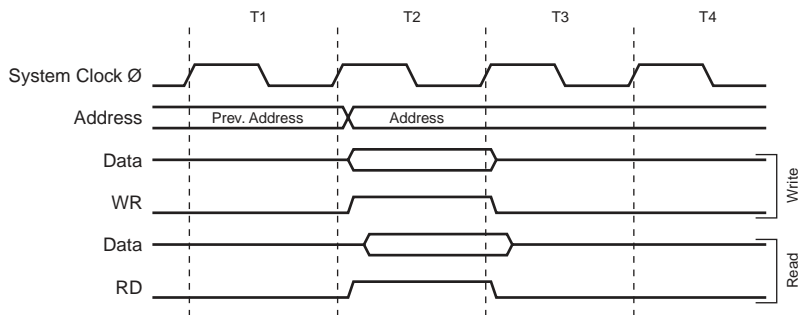 T1 T2 T3 T4
System Clock Ø
Address Prev. Address Address
Data
WR
Write
Data
RD
Read